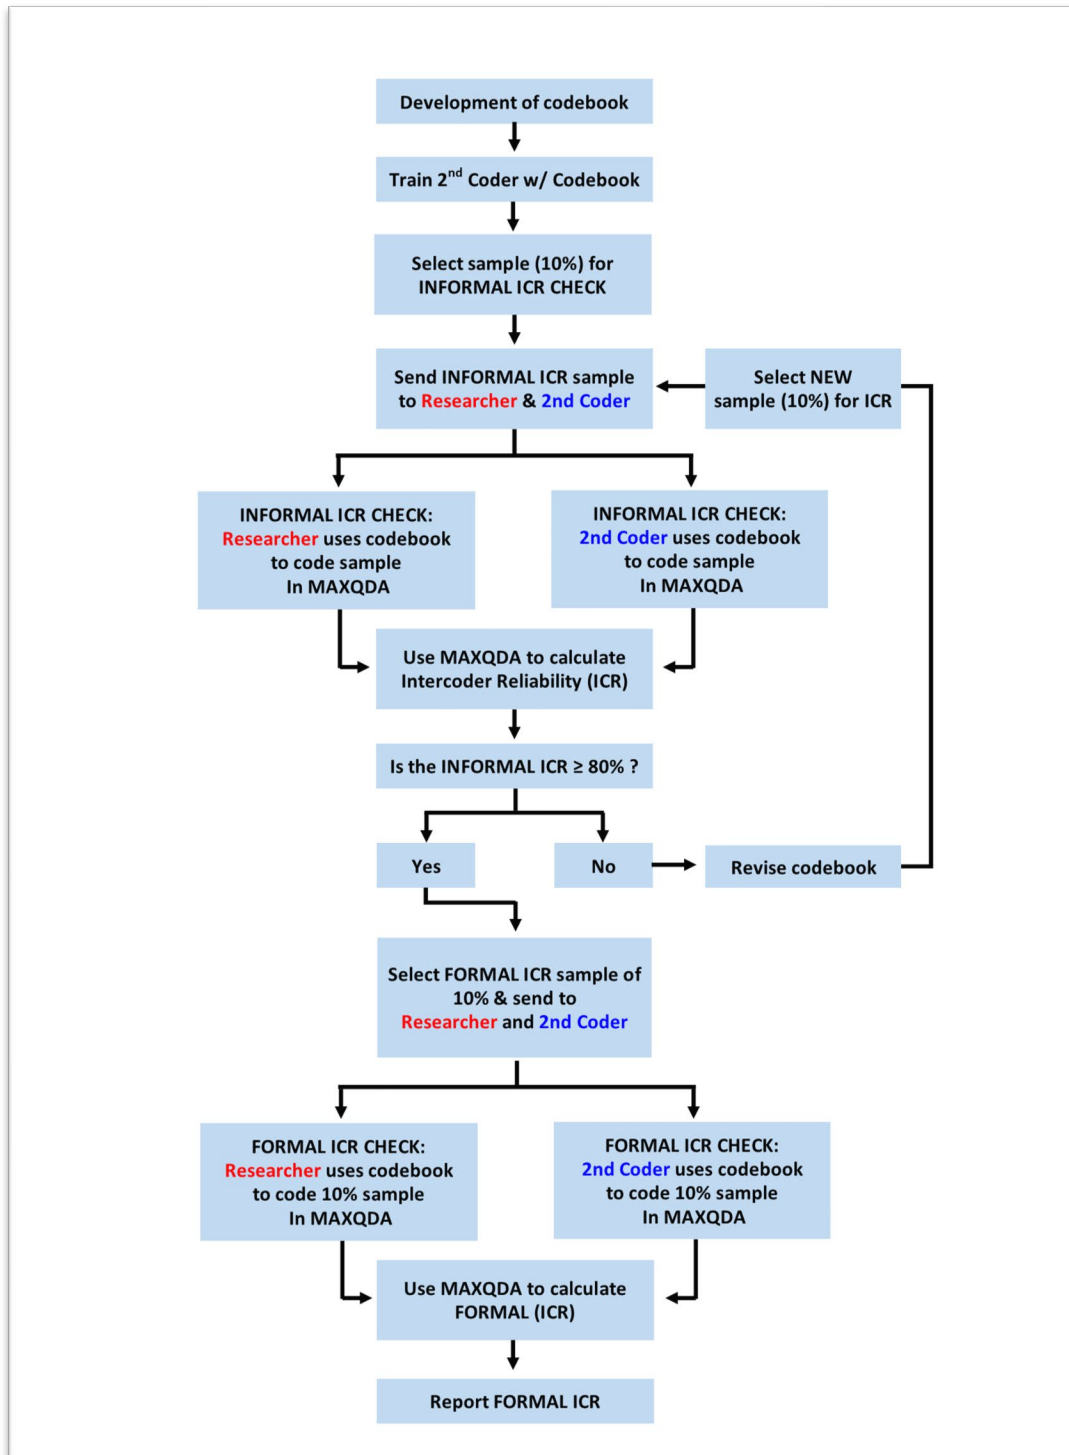 Development of codebook
Train 2nd Coder w/ Codebook
Select sample (10%) for
INFORMAL ICR CHECK
Send INFORMAL ICR sample
to Researcher & 2nd Coder
Select NEW
sample (10%) for ICR
INFORMAL ICR CHECK:
Researcher uses codebook
to code sample
In MAXQDA
INFORMAL ICR CHECK:
2nd Coder uses codebook
to code sample
In MAXQDA
Use MAXQDA to calculate
Intercoder Reliability (ICR)
Is the INFORMAL ICR ≥ 80% ?
Yes
No
Revise codebook
Select FORMAL ICR sample of
10% & send to
Researcher and 2nd Coder
FORMAL ICR CHECK:
Researcher uses codebook
to code 10% sample
In MAXQDA
FORMAL ICR CHECK:
2nd Coder uses codebook
to code 10% sample
In MAXQDA
Use MAXQDA to calculate
FORMAL (ICR)
Report FORMAL ICR